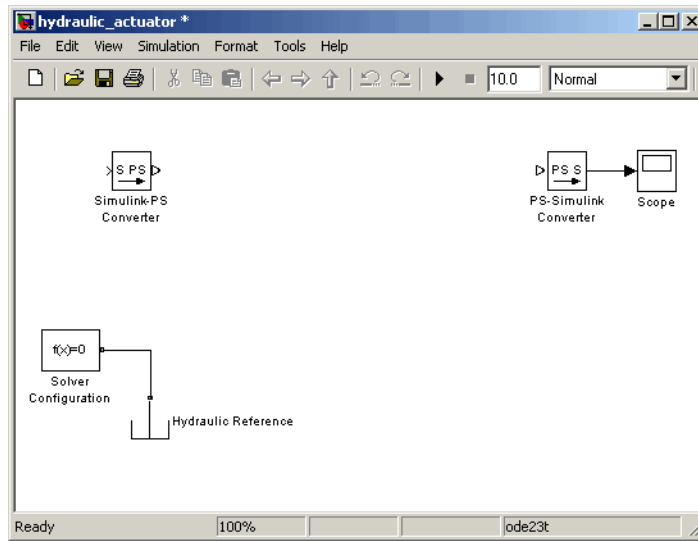 hydraulic_actuator *
File Edit View Simulation Format Tools Help
10.0 Normal
S PS
Simulink-PS
Converter
PS S
PS-Simulink
Converter
Scope
f(x)=0
Solver
Configuration
Hydraulic Reference
Ready 100% ode23t